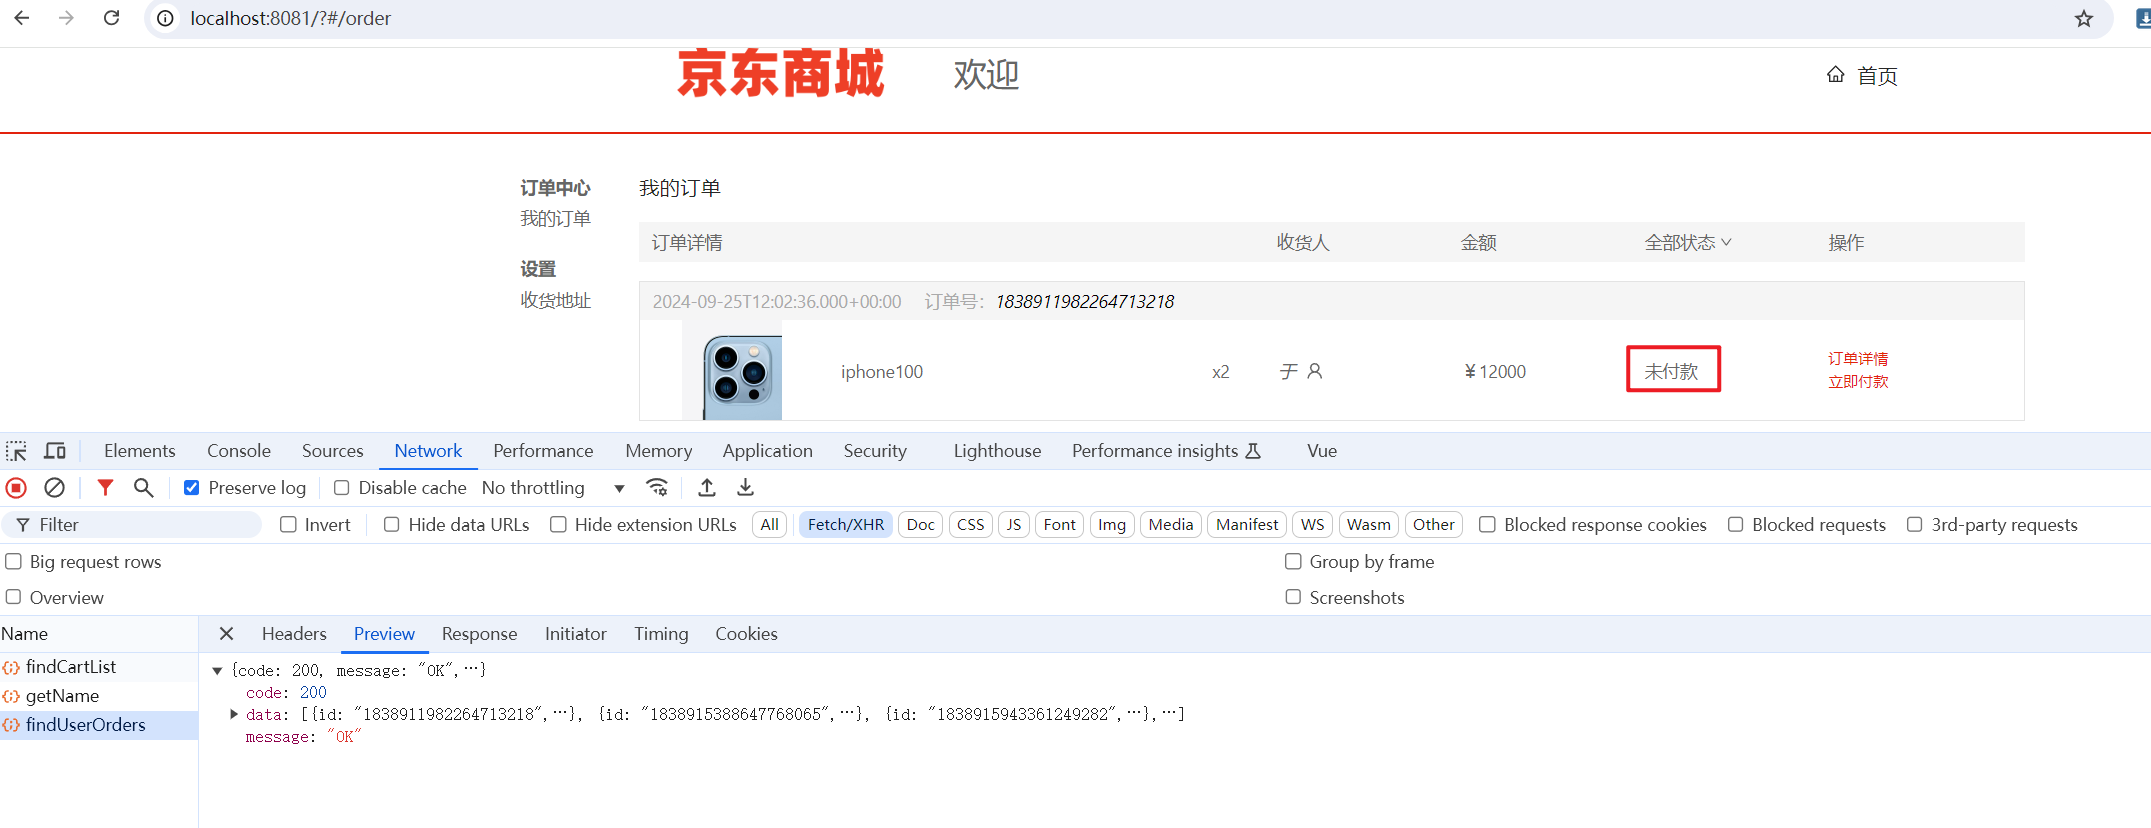 localhost:8081/?#/order
京东商城 欢迎 首页
订单中心 我的订单
我的订单
订单详情 收货人 金额 全部状态 操作
设置
收货地址 2024-09-25T12:02:36.000+00:00 订单号: 1838911982264713218
iphone100 x2 于 ¥12000 未付款 订单详情
立即付款
Elements Console Sources Network Performance Memory Application Security Lighthouse Performance insights Vue
Preserve log Disable cache No throttling
Filter Invert Hide data URLs Hide extension URLs All Fetch/XHR Doc CSS JS Font Img Media Manifest WS Wasm Other Blocked response cookies Blocked requests 3rd-party requests
Big request rows Group by frame
Overview Screenshots
Name Headers Preview Response Initiator Timing Cookies
findCartList {code: 200, message: "OK",…}
getName code: 200
findUserOrders data: [{id: "1838911982264713218",…}, {id: "1838915388647768065",…}, {id: "1838915943361249282",…},…]
message: "OK"